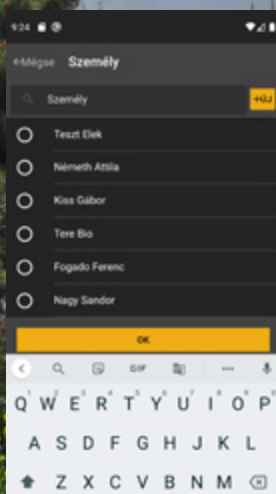 9:24
←Mégse Személy
Személy
+ÚJ
Teszt Elek
Németh Attila
Kiss Gábor
Tere Bio
Fogado Ferenc
Nagy Sandor
OK
GIF
Q W E R T Y U I O P
A S D F G H J K L
Z X C V B N M